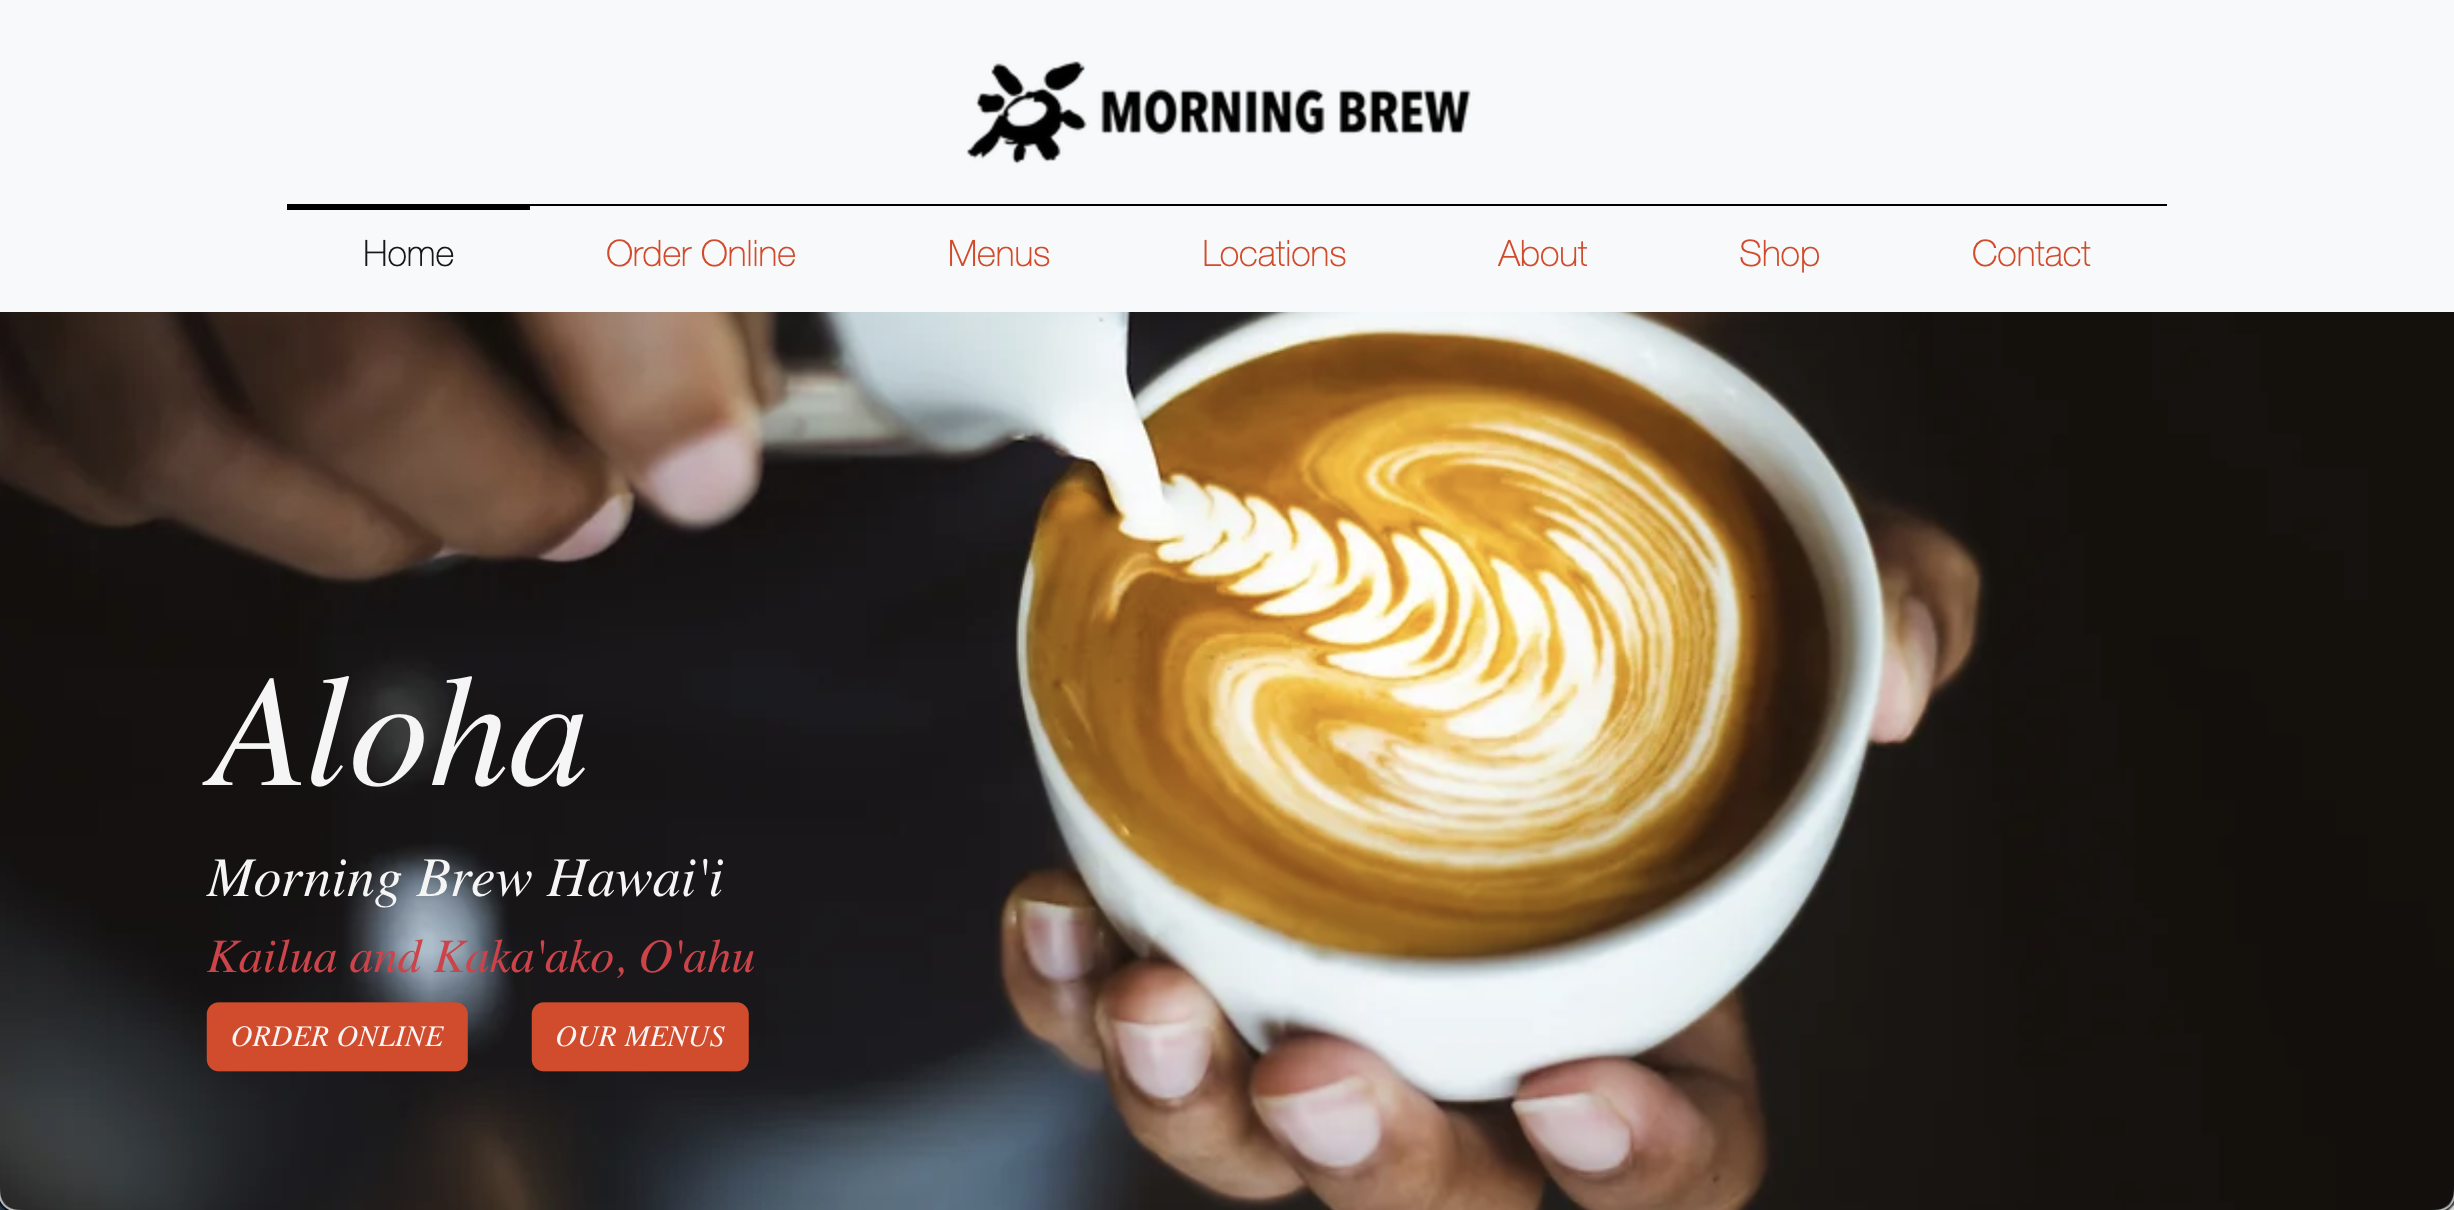 MORNING BREW
Home Order Online Menus Locations About Shop Contact
Aloha
Morning Brew Hawai'i
Kailua and Kaka'ako, O'ahu
ORDER ONLINE OUR MENUS